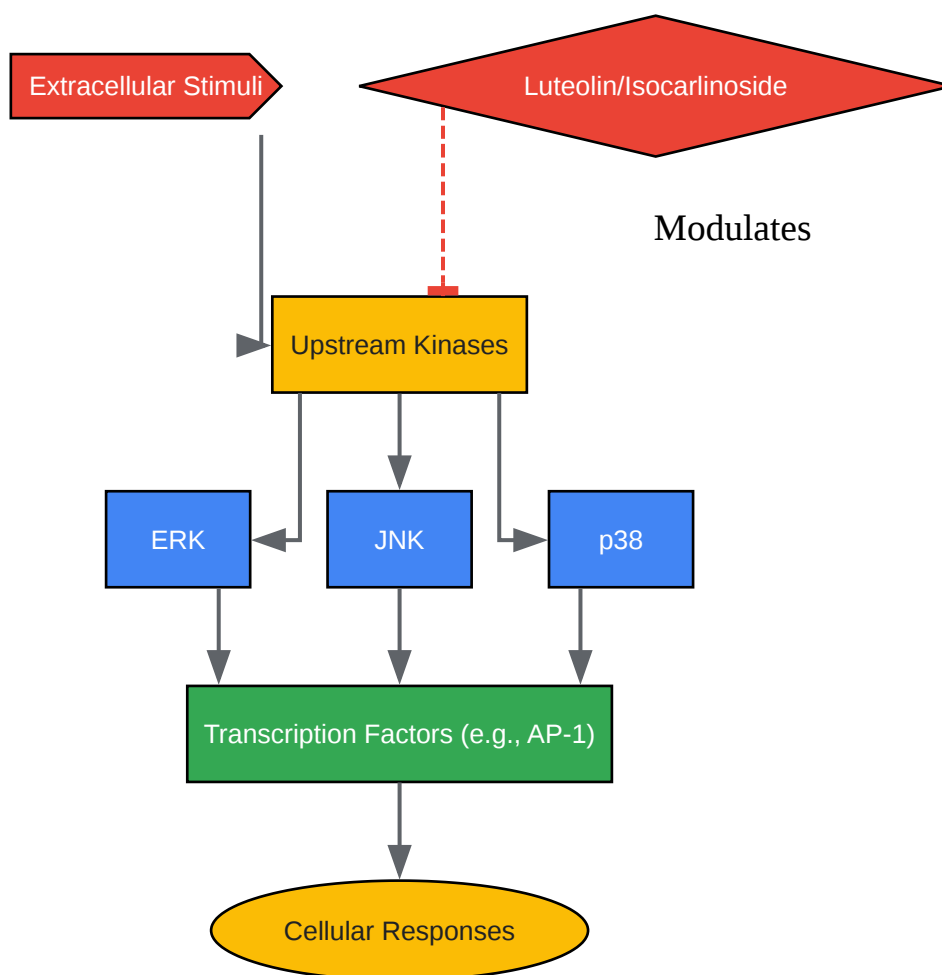 Extracellular Stimuli
Luteolin/Isocarlinoside
Modulates
Upstream Kinases
ERK
JNK
p38
Transcription Factors (e.g., AP-1)
Cellular Responses